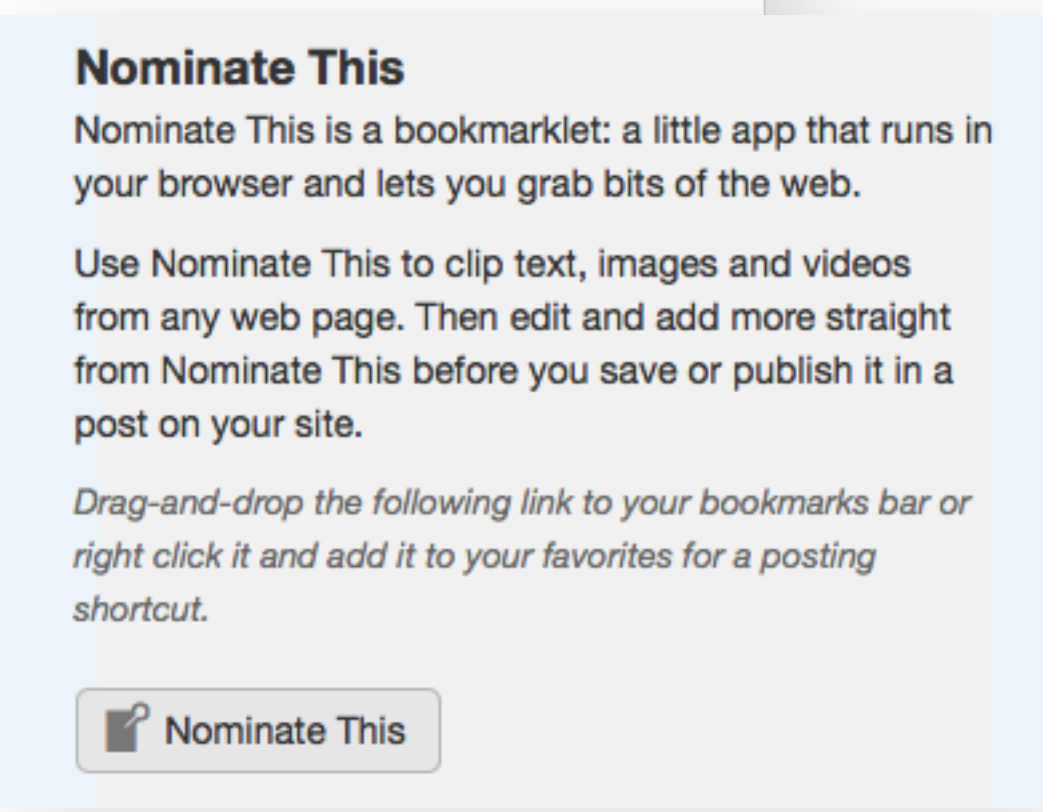 Nominate This
Nominate This is a bookmarklet: a little app that runs in
your browser and lets you grab bits of the web.
Use Nominate This to clip text, images and videos
from any web page. Then edit and add more straight
from Nominate This before you save or publish it in a
post on your site.
Drag-and-drop the following link to your bookmarks bar or
right click it and add it to your favorites for a posting
shortcut.
Nominate This